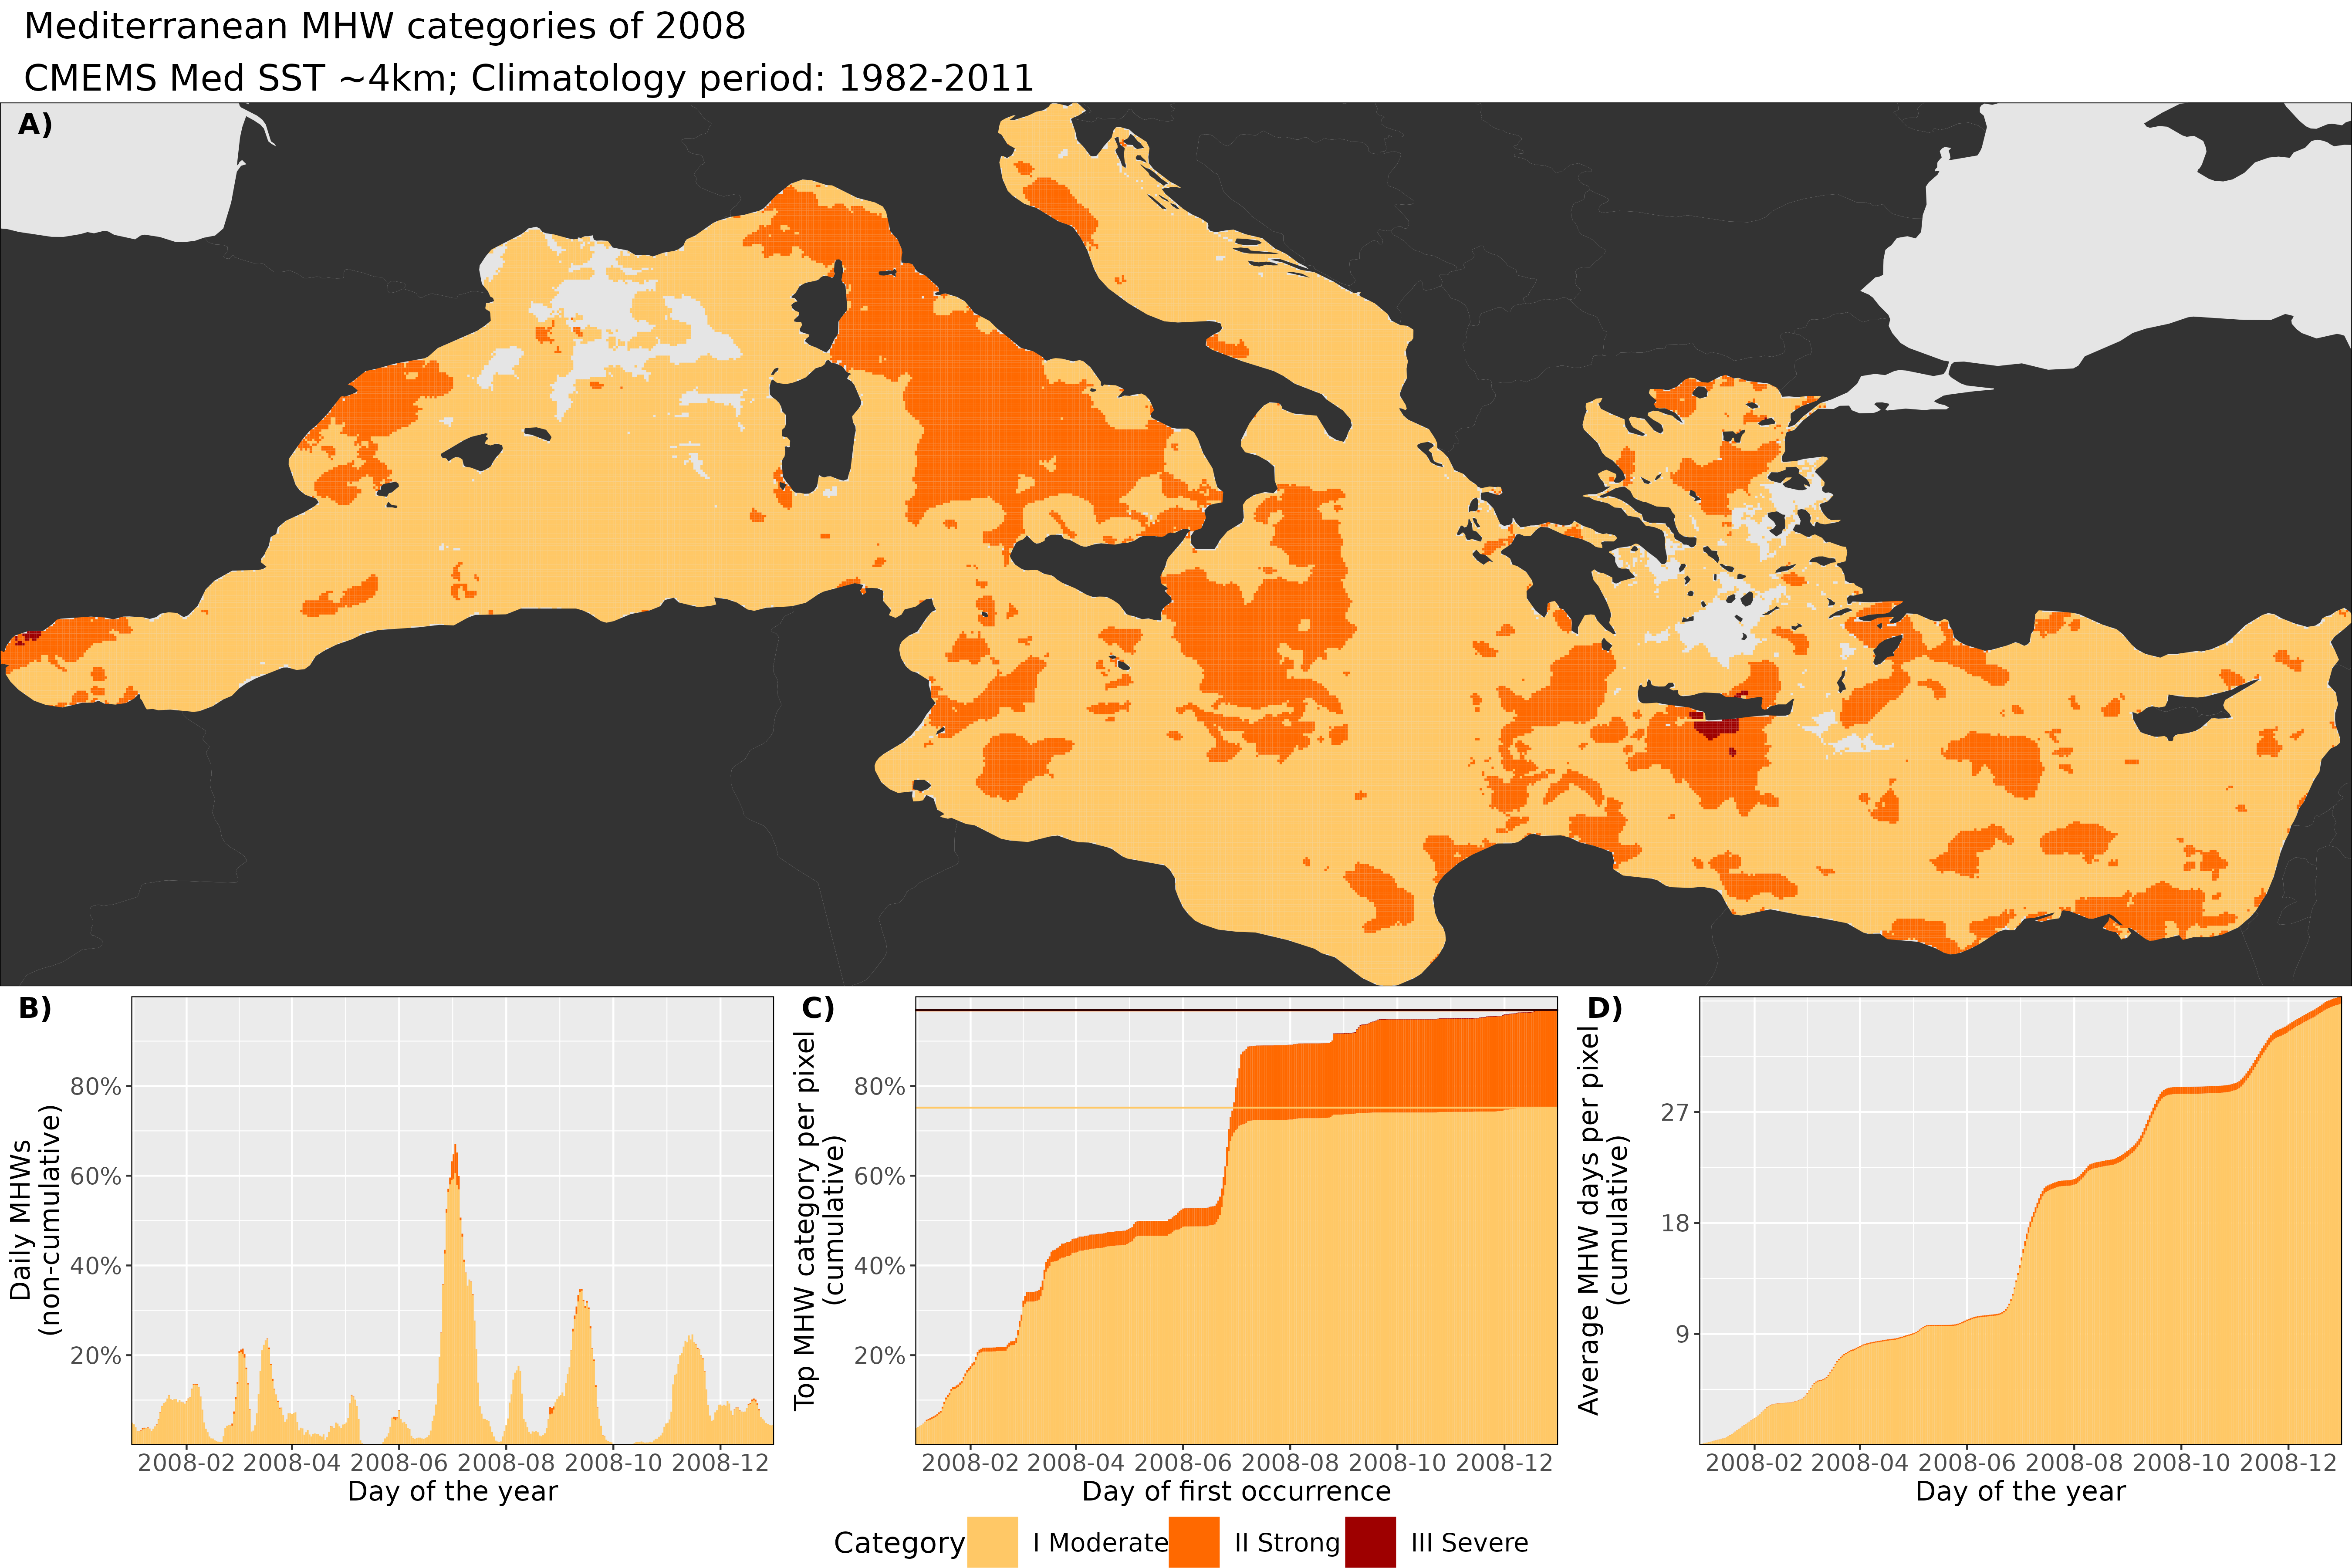 Mediterranean MHW categories of 2008
CMEMS Med SST ~4km; Climatology period: 1982-2011
A)
B)
Daily MHWs
(non-cumulative)
80%
60%
40%
20%
2008-02 2008-04 2008-06 2008-08 2008-10 2008-12
Day of the year
C)
Top MHW category per pixel
(cumulative)
80%
60%
40%
20%
2008-02 2008-04 2008-06 2008-08 2008-10 2008-12
Day of first occurrence
D)
Average MHW days per pixel
(cumulative)
27
18
9
2008-02 2008-04 2008-06 2008-08 2008-10 2008-12
Day of the year
Category I Moderate II Strong III Severe